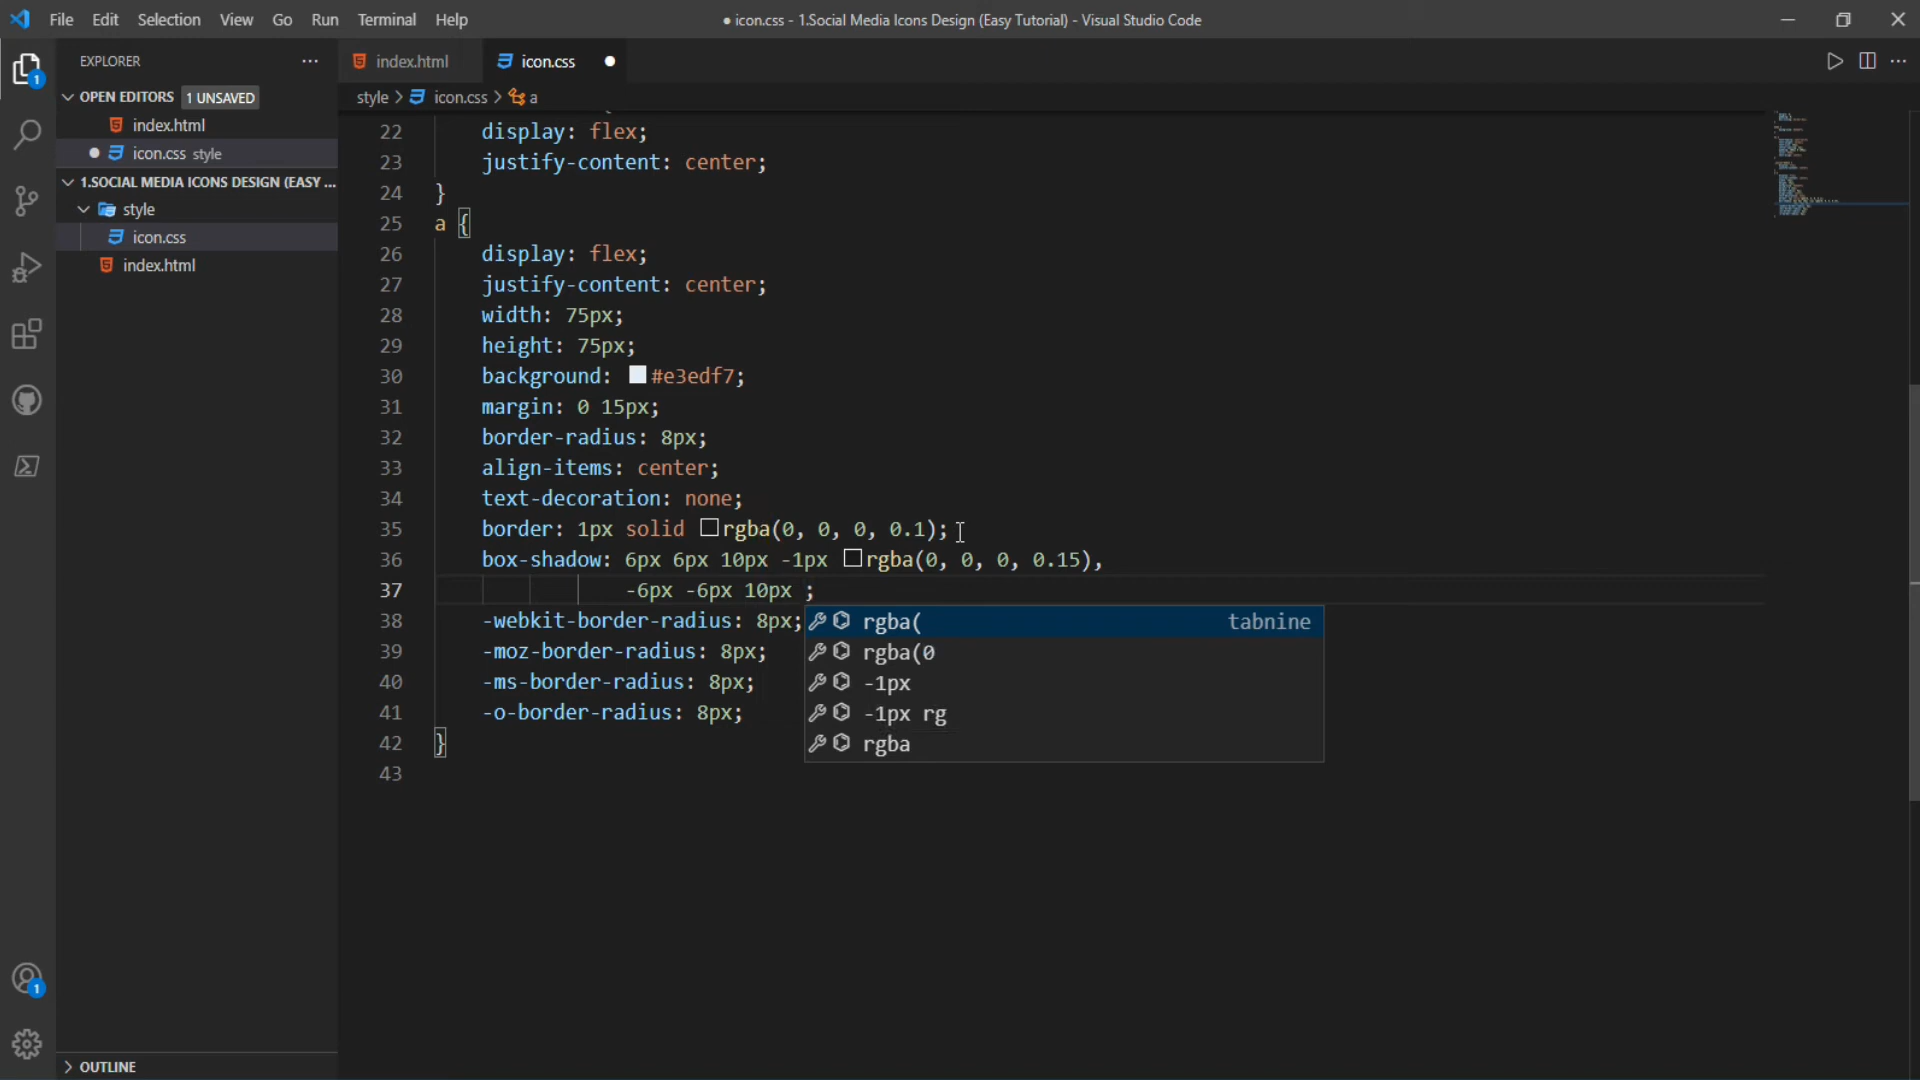 File Edit Selection View Go Run Terminal Help
● icon.css - 1.Social Media Icons Design (Easy Tutorial) - Visual Studio Code
EXPLORER
OPEN EDITORS 1 UNSAVED
index.html
icon.css style
1.SOCIAL MEDIA ICONS DESIGN (EASY ...
style
icon.css
index.html
OUTLINE
1
1
index.html icon.css
style > icon.css > a
22 display: flex;
23 justify-content: center;
24 }
25 a {
26 display: flex;
27 justify-content: center;
28 width: 75px;
29 height: 75px;
30 background: #e3edf7;
31 margin: 0 15px;
32 border-radius: 8px;
33 align-items: center;
34 text-decoration: none;
35 border: 1px solid rgba(0, 0, 0, 0.1);
36 box-shadow: 6px 6px 10px -1px rgba(0, 0, 0, 0.15),
37 -6px -6px 10px ;
38 -webkit-border-radius: 8px;
39 -moz-border-radius: 8px;
40 -ms-border-radius: 8px;
41 -o-border-radius: 8px;
42 }
43
rgba( tabnine
rgba(0
-1px
-1px rg
rgba